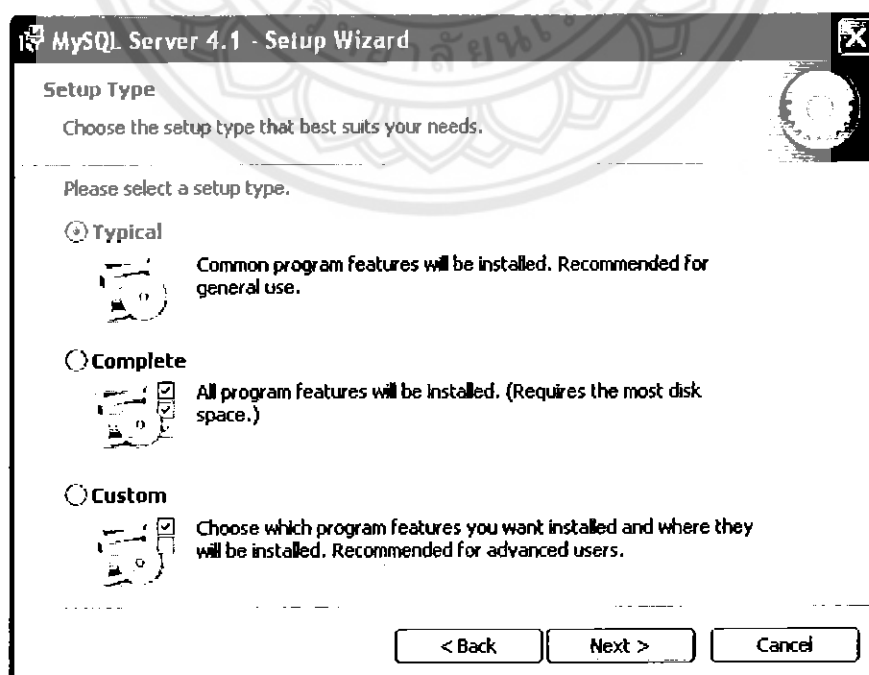 MySQL Server 4.1 - Setup Wizard
Setup Type
Choose the setup type that best suits your needs.
Please select a setup type.
Typical
Common program features will be installed. Recommended for
general use.
Complete
All program features will be installed. (Requires the most disk
space.)
Custom
Choose which program features you want installed and where they
will be installed. Recommended for advanced users.
< Back
Next >
Cancel